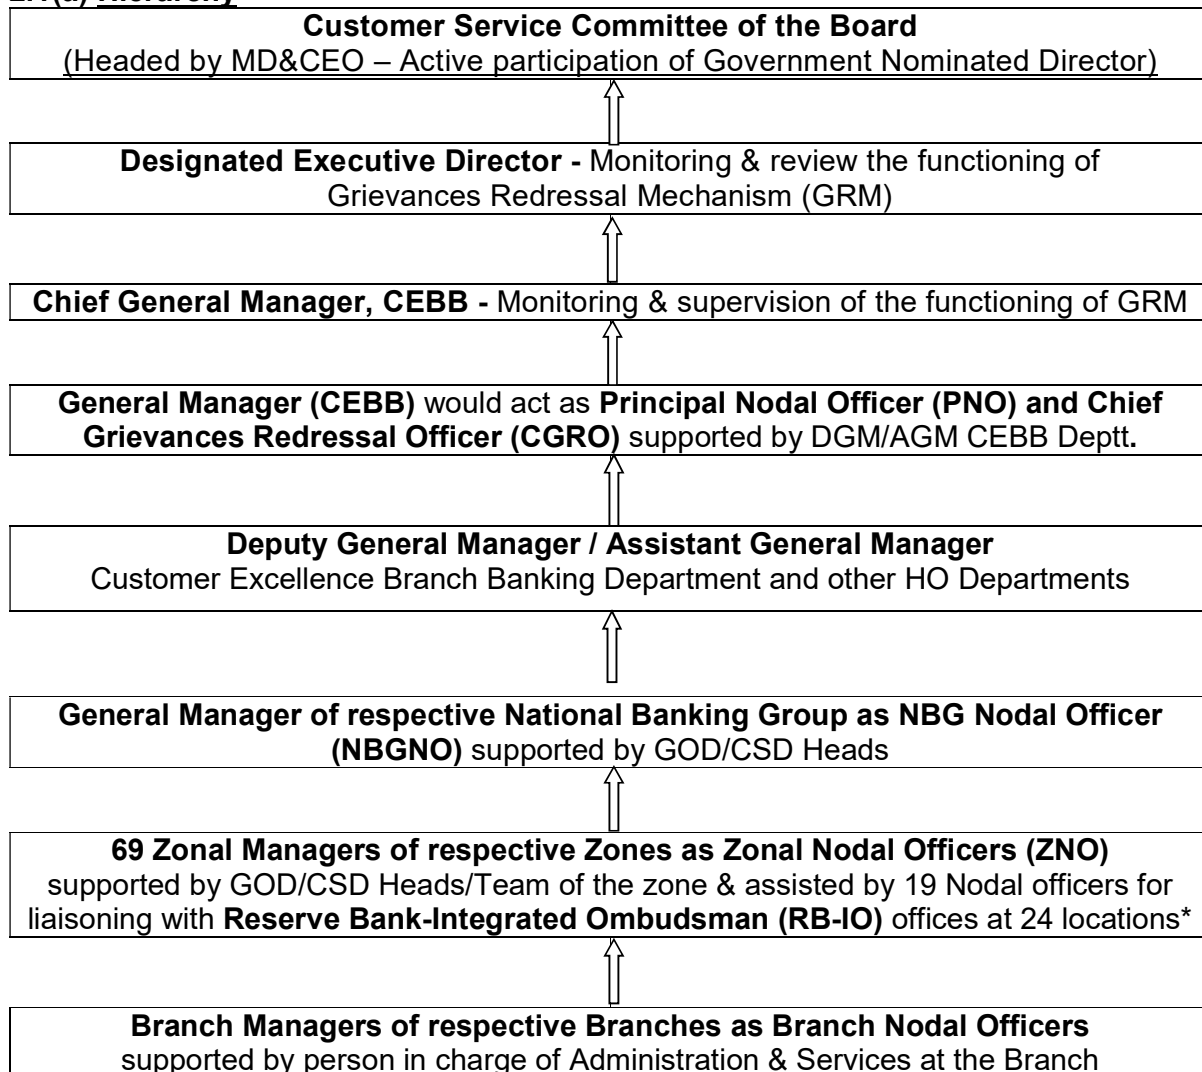 2.1(a) Hierarchy
Customer Service Committee of the Board
(Headed by MD&CEO – Active participation of Government Nominated Director)
Designated Executive Director - Monitoring & review the functioning of
Grievances Redressal Mechanism (GRM)
Chief General Manager, CEBB - Monitoring & supervision of the functioning of GRM
General Manager (CEBB) would act as Principal Nodal Officer (PNO) and Chief
Grievances Redressal Officer (CGRO) supported by DGM/AGM CEBB Deptt.
Deputy General Manager / Assistant General Manager
Customer Excellence Branch Banking Department and other HO Departments
General Manager of respective National Banking Group as NBG Nodal Officer
(NBGNO) supported by GOD/CSD Heads
69 Zonal Managers of respective Zones as Zonal Nodal Officers (ZNO)
supported by GOD/CSD Heads/Team of the zone & assisted by 19 Nodal officers for
liaisoning with Reserve Bank-Integrated Ombudsman (RB-IO) offices at 24 locations*
Branch Managers of respective Branches as Branch Nodal Officers
supported by person in charge of Administration & Services at the Branch